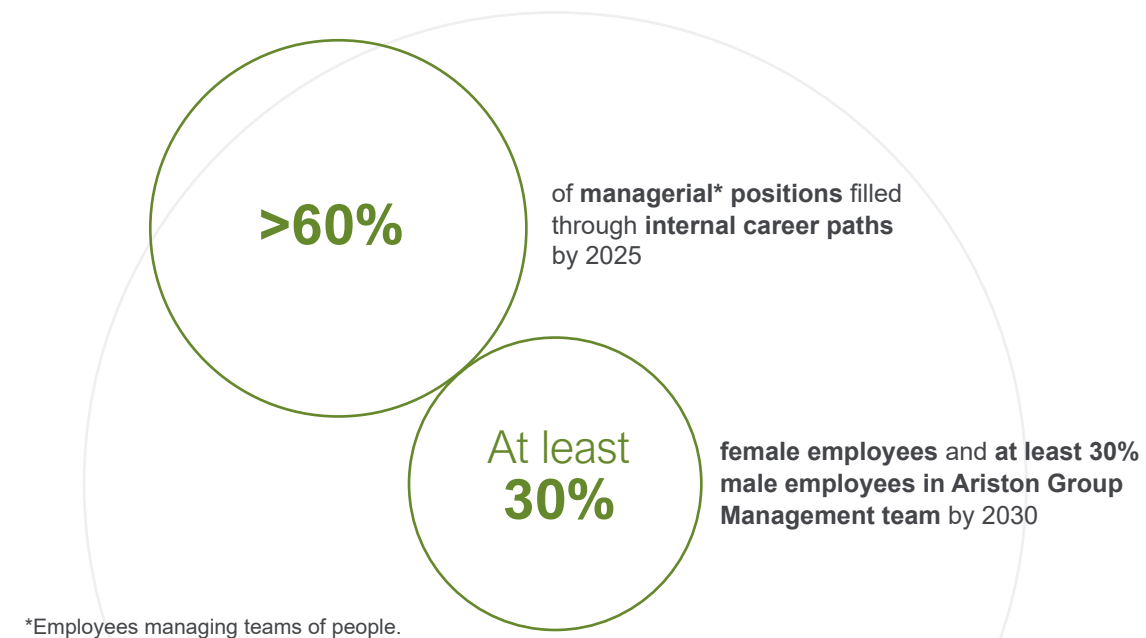 >60%
of managerial* positions filled
through internal career paths
by 2025
At least
30%
female employees and at least 30%
male employees in Ariston Group
Management team by 2030
*Employees managing teams of people.